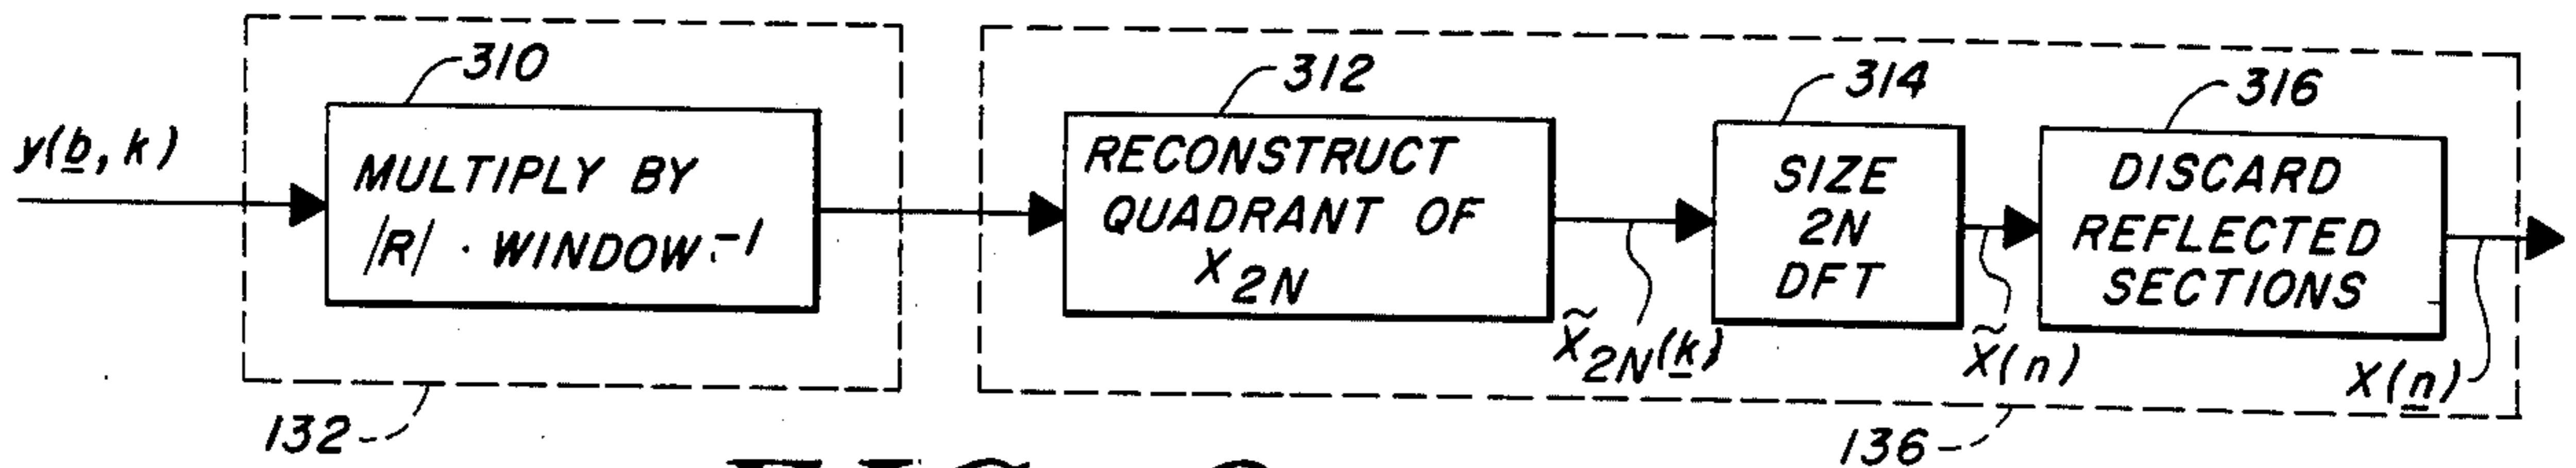 310
312
314
316
y(b, k)
MULTIPLY BY
|R| · WINDOW⁻¹
RECONSTRUCT
QUADRANT OF
X₂N
SIZE
2N
DFT
DISCARD
REFLECTED
SECTIONS
X̃₂N(k)
X̃(n)
X(n)
132
136